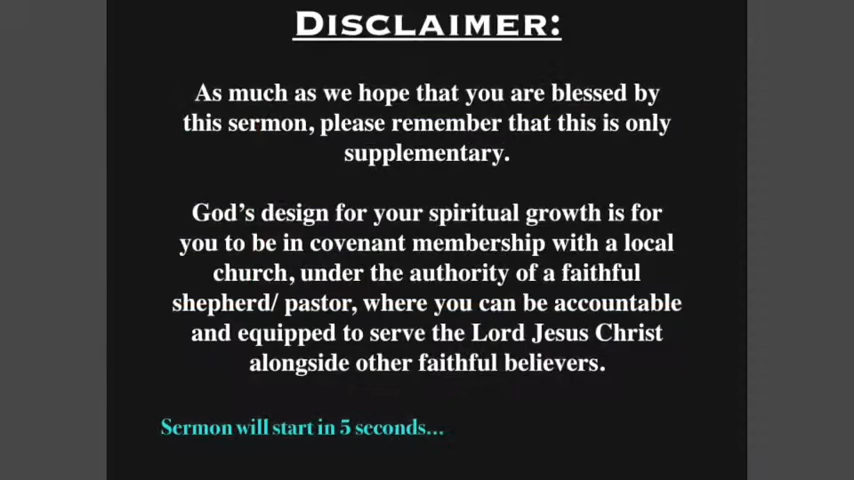 DISCLAIMER:
As much as we hope that you are blessed by
this sermon, please remember that this is only
supplementary.
God’s design for your spiritual growth is for
you to be in covenant membership with a local
church, under the authority of a faithful
shepherd/ pastor, where you can be accountable
and equipped to serve the Lord Jesus Christ
alongside other faithful believers.
Sermon will start in 5 seconds...